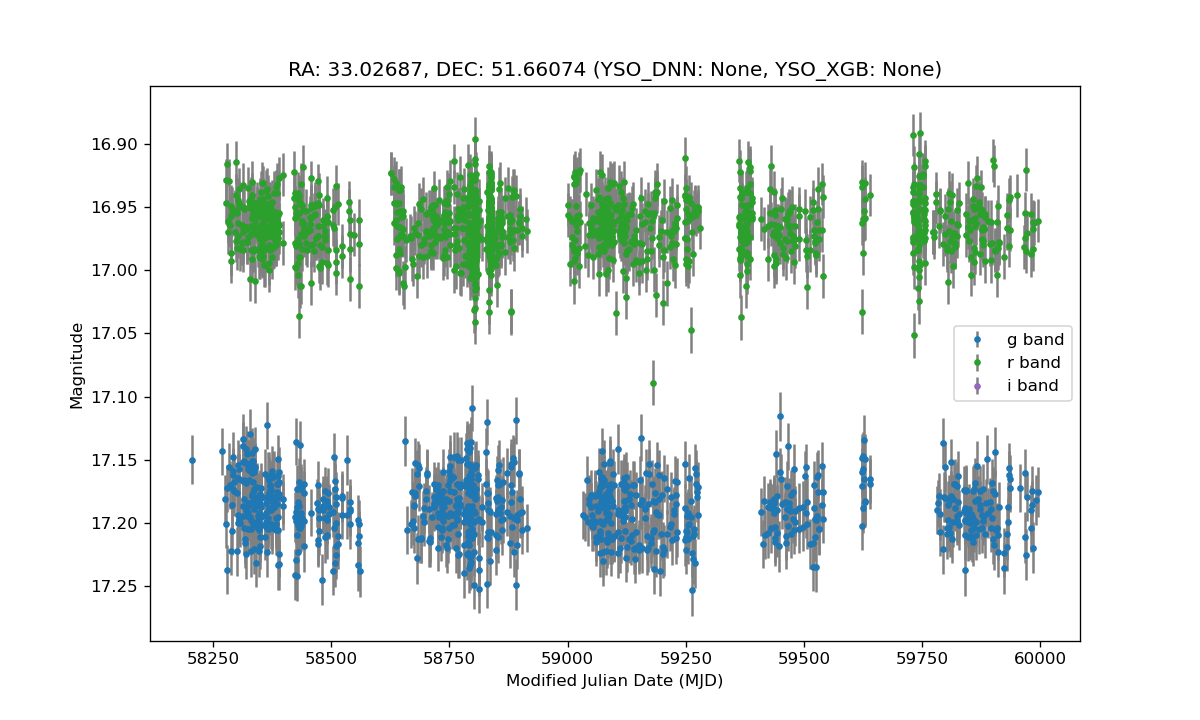 RA: 33.02687, DEC: 51.66074 (YSO_DNN: None, YSO_XGB: None)
16.90
16.95
17.00
17.05
17.10
17.15
17.20
17.25
Magnitude
g band
r band
i band
58250 58500 58750 59000 59250 59500 59750 60000
Modified Julian Date (MJD)